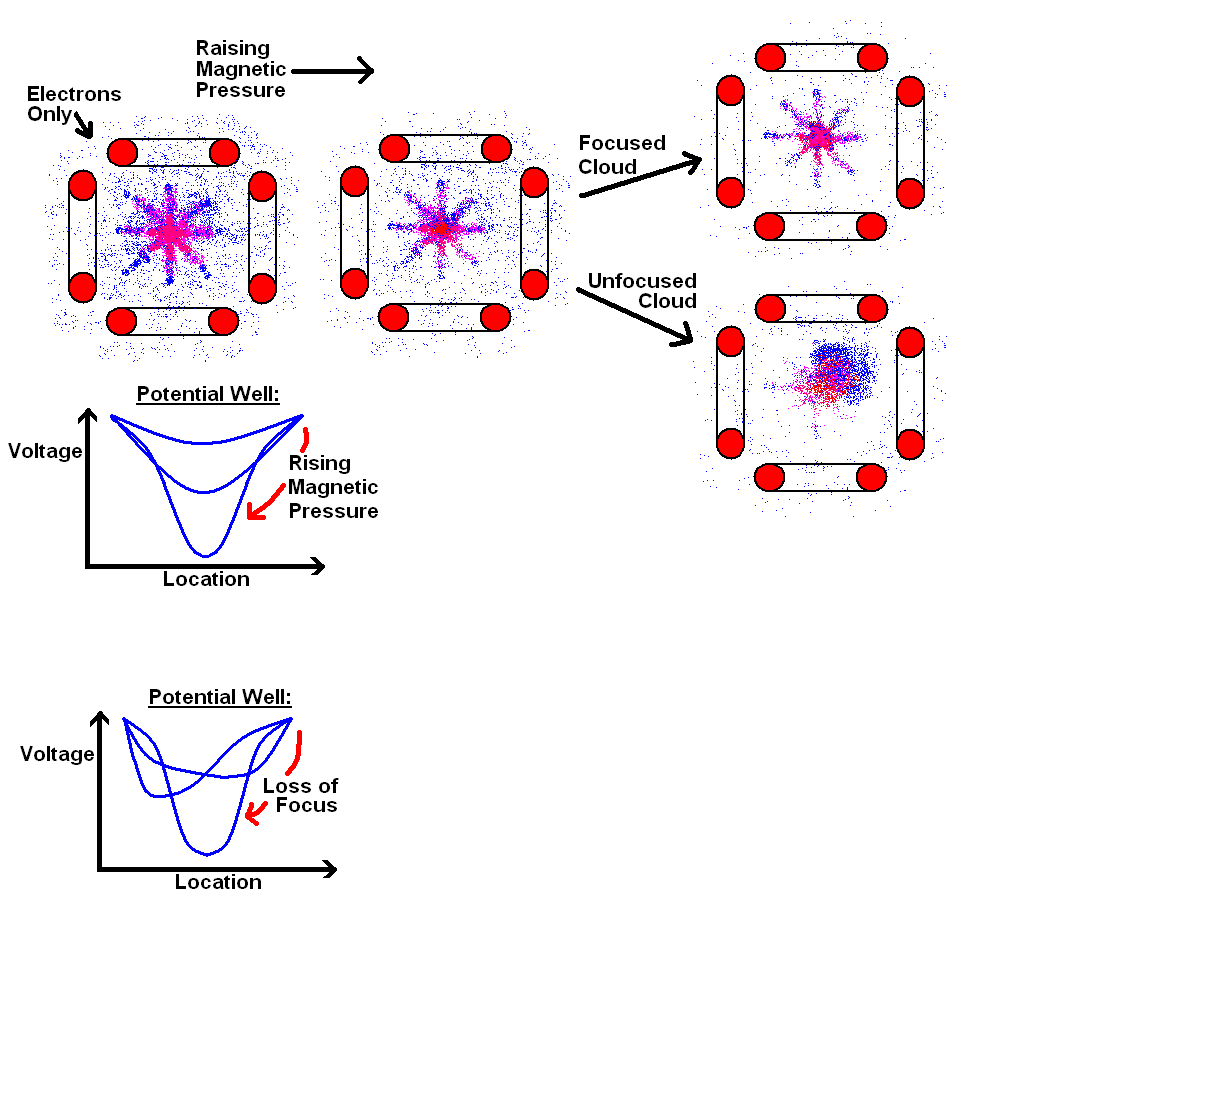 Raising
Magnetic
Pressure
Electrons
Only
Focused
Cloud
Unfocused
Cloud
Potential Well:
Voltage
Rising
Magnetic
Pressure
Location
Potential Well:
Voltage
Loss of
Focus
Location